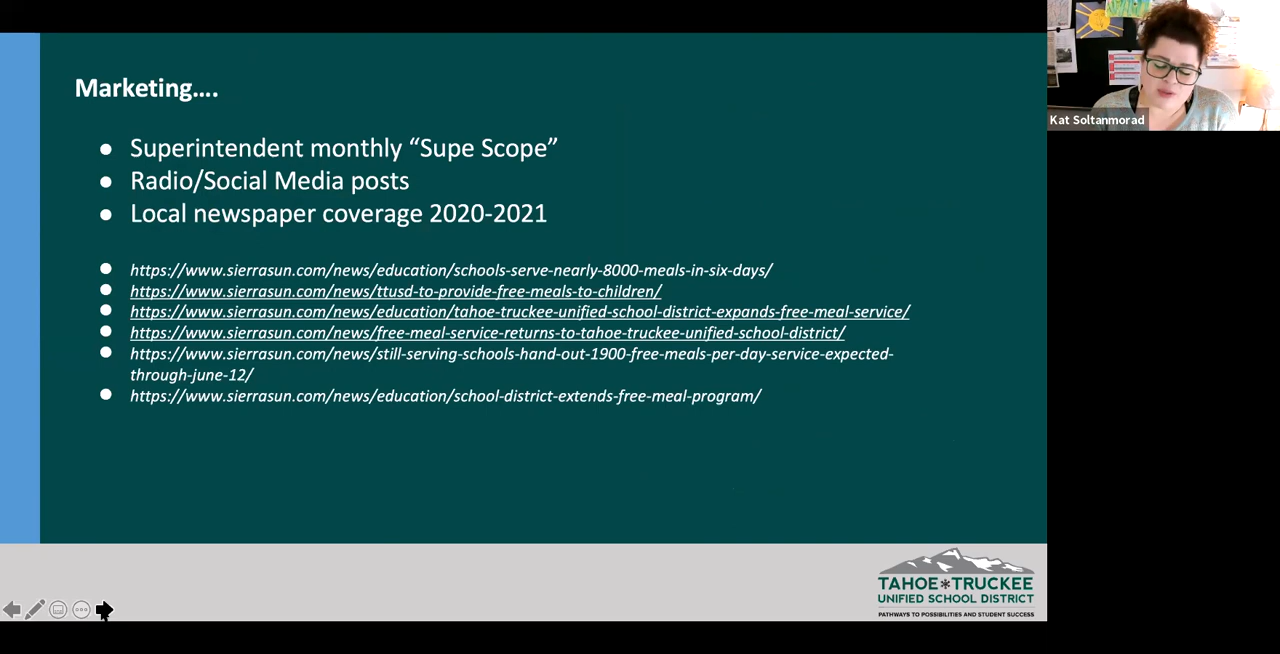 Marketing....
● Superintendent monthly “Supe Scope”
● Radio/Social Media posts
● Local newspaper coverage 2020-2021
● https://www.sierrasun.com/news/education/schools-serve-nearly-8000-meals-in-six-days/
● https://www.sierrasun.com/news/ttusd-to-provide-free-meals-to-children/
● https://www.sierrasun.com/news/education/tahoe-truckee-unified-school-district-expands-free-meal-service/
● https://www.sierrasun.com/news/free-meal-service-returns-to-tahoe-truckee-unified-school-district/
● https://www.sierrasun.com/news/still-serving-schools-hand-out-1900-free-meals-per-day-service-expected-
through-june-12/
● https://www.sierrasun.com/news/education/school-district-extends-free-meal-program/
Kat Soltanmorad
TAHOE*TRUCKEE
UNIFIED SCHOOL DISTRICT
PATHWAYS TO POSSIBILITIES AND STUDENT SUCCESS